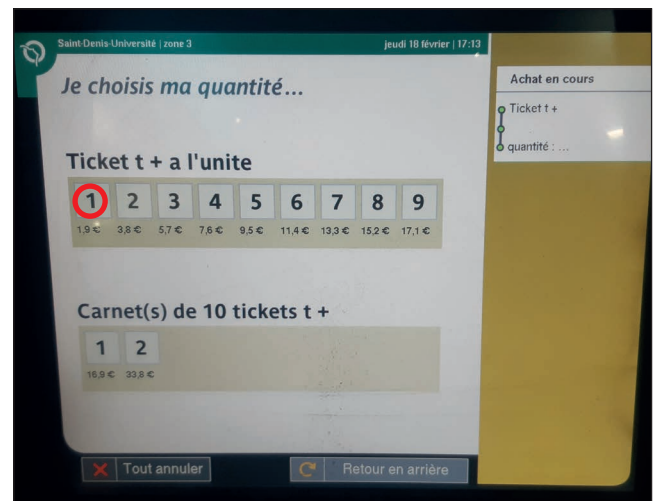 Saint-Denis-Université | zone 3
jeudi 18 février | 17:13
Je choisis ma quantité...
Achat en cours
Ticket t +
quantité : ...
Ticket t + a l'unite
1 2 3 4 5 6 7 8 9
1,9 € 3,8 € 5,7 € 7,6 € 9,5 € 11,4 € 13,3 € 15,2 € 17,1 €
Carnet(s) de 10 tickets t +
1 2
16,9 € 33,8 €
Tout annuler
Retour en arrière